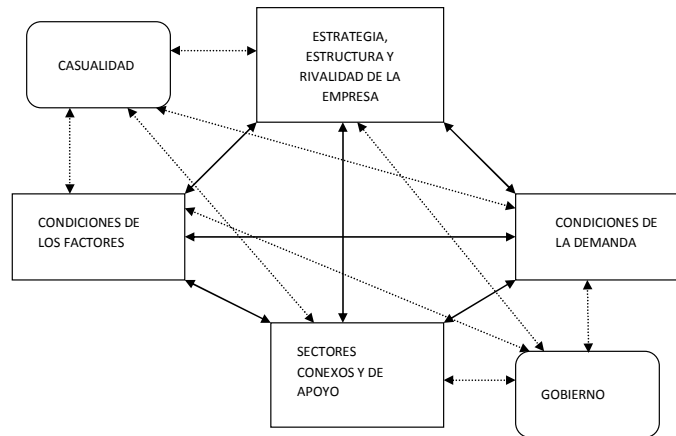 CASUALIDAD
ESTRATEGIA,
ESTRUCTURA Y
RIVALIDAD DE LA
EMPRESA
CONDICIONES DE
LOS FACTORES
CONDICIONES DE
LA DEMANDA
SECTORES
CONEXOS Y DE
APOYO
GOBIERNO